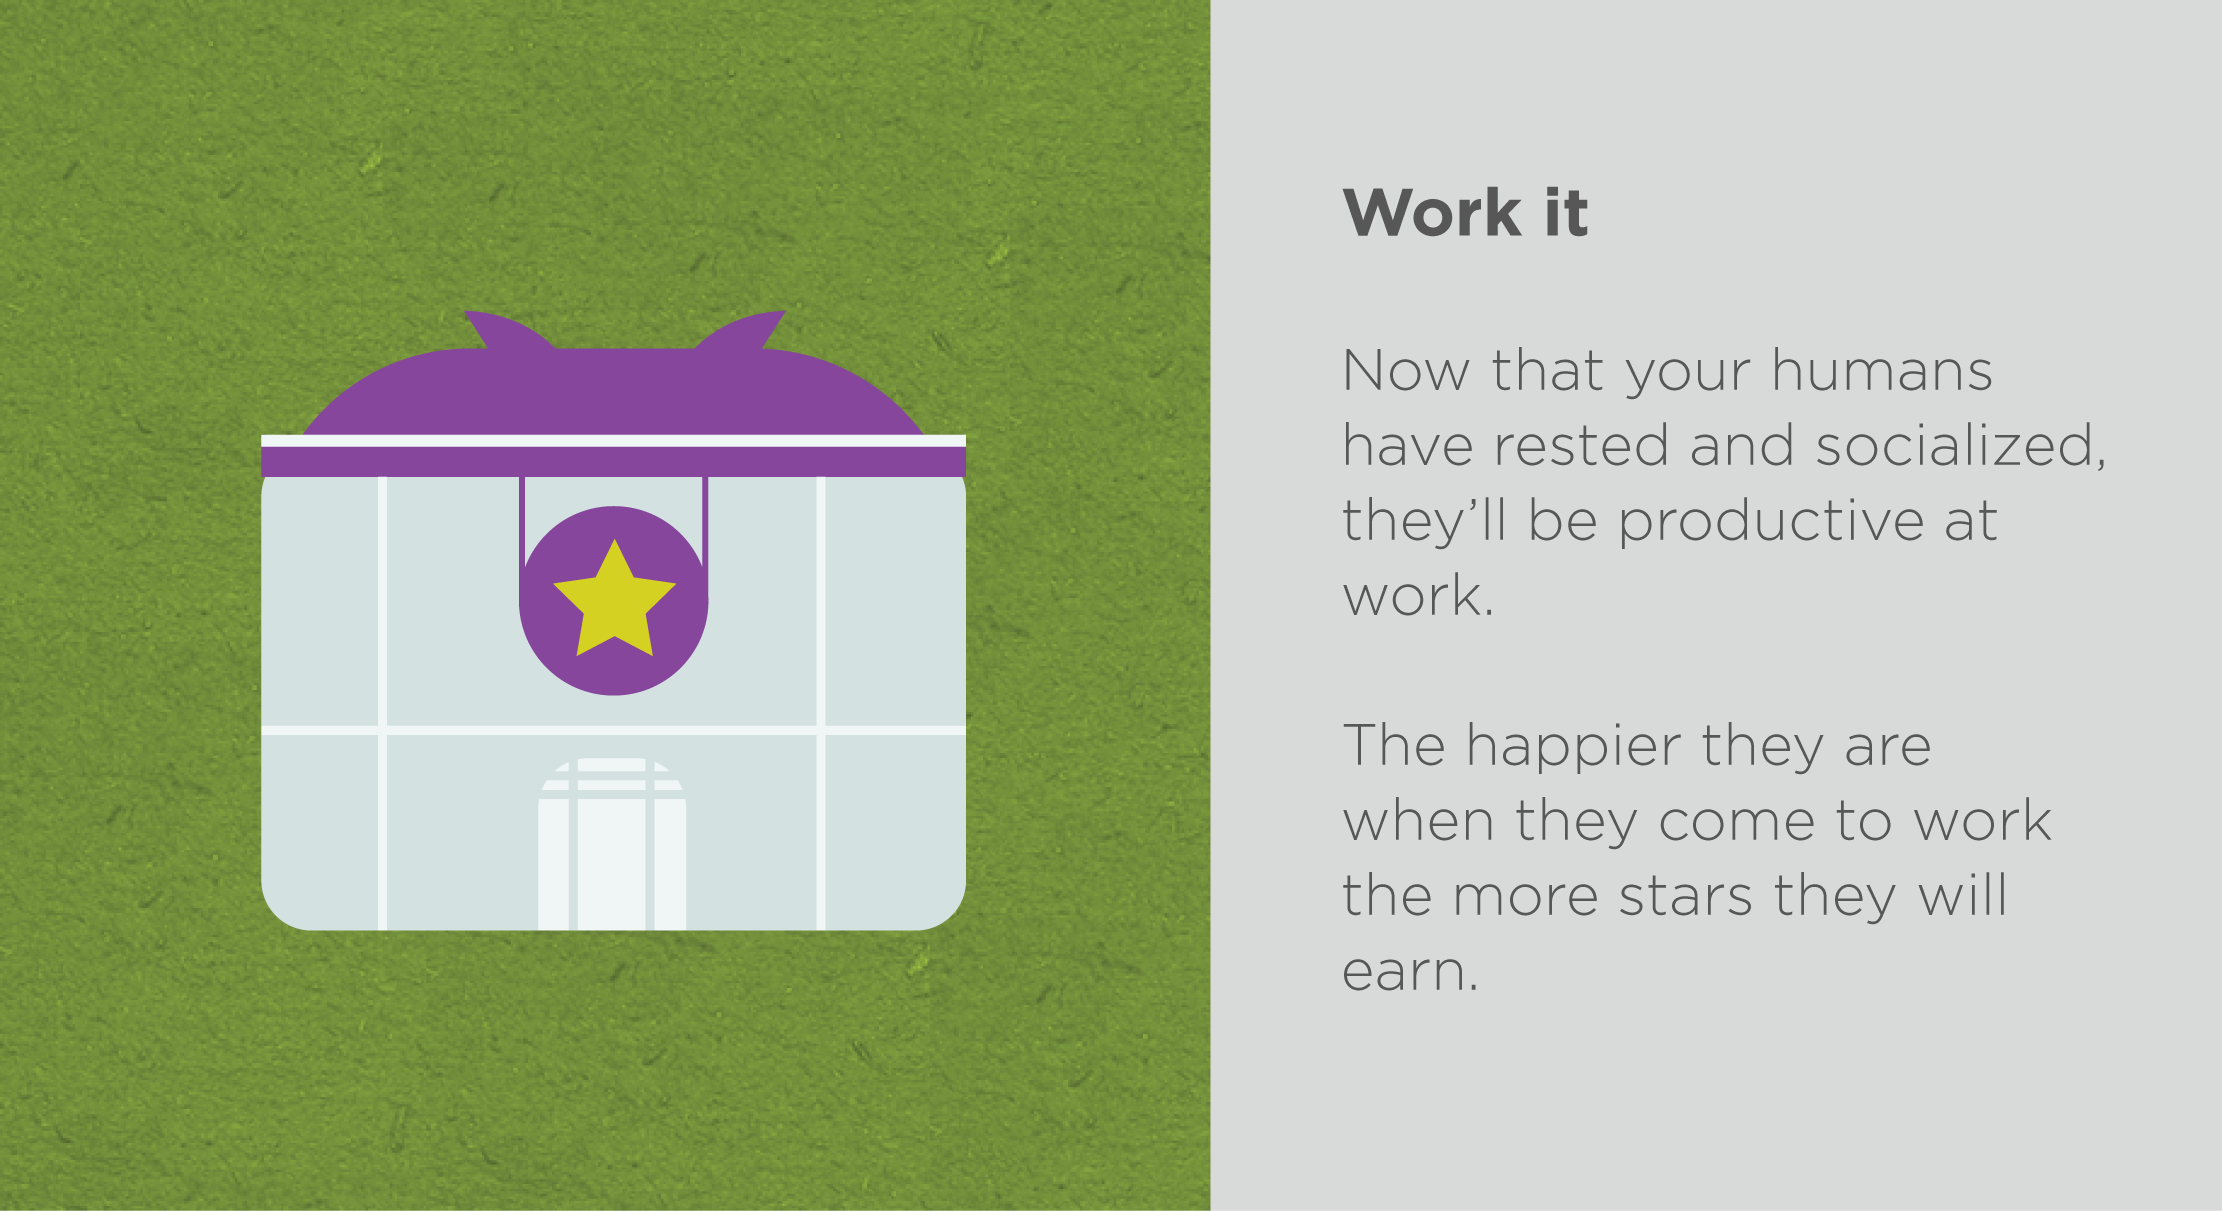 Work it
Now that your humans
have rested and socialized,
they’ll be productive at
work.
The happier they are
when they come to work
the more stars they will
earn.